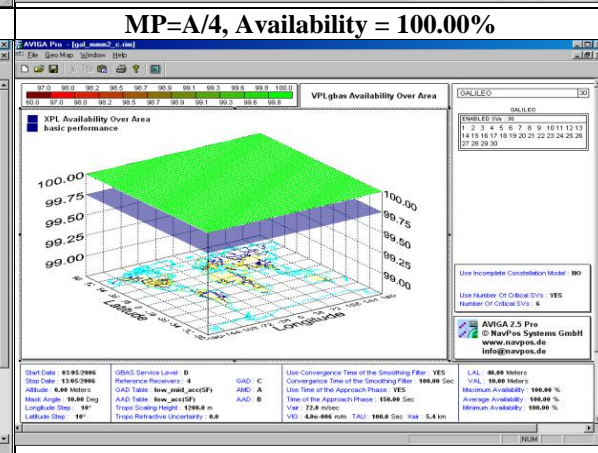 MP=A/4, Availability = 100.00%
AVIGA Pro - [gal_mmm2_c.rim]
File GeoMap Window Help
97.0 98.0 98.2 98.5 98.7 98.9 99.1 99.3 99.6 99.8 100.0
60.0 97.0 98.0 98.2 98.5 98.7 98.9 99.1 99.3 99.6 99.8
VPLgbas Availability Over Area
GALILEO 30
GALILEO
ENABLED SVs : 30
1 2 3 4 5 6 7 8 9 10 11 12 13
14 15 16 17 18 19 20 21 22 23 24 25 26
27 28 29 30
XPL Availability Over Area
basic performance
100.00
99.75
99.50
99.25
99.00
100.00
99.75
99.50
99.25
99.00
Latitude
Longitude
Use Incomplete Constellation Model : NO
Use Number Of Critical SVs : YES
Number Of Critical SVs : 6
AVIGA 2.5 Pro
© NavPos Systems GmbH
www.navpos.de
info@navpos.de
Start Date : 03/05/2006
Stop Date : 13/05/2006
Altitude : 0,00 Meters
Mask Angle : 10.00 Deg
Longitude Step : 10°
Latitude Step : 10°
GBAS Service Level : D
Reference Receivers : 4 GAD : C
GAD Table : low_mid_acc(SF) AMD : A
AAD Table : low_acc(SF) AAD : B
Tropo Scaling Height : 1200.0 m
Tropo Refractive Uncertainty : 0,0
Use Convergence Time of the Smoothing Filter : YES
Convergence Time of the Smoothing Filter : 100.00 Sec
Use Time of the Approach Phase : YES
Time of the Approach Phase : 150.00 Sec
Vair : 72.0 m/sec
VIG : 4.0e-006 m/m TAU : 100.0 Sec Xair : 5.4 km
LAL : 40.00 Meters
VAL : 10.00 Meters
Maximum Availability : 100.00 %
Average Availability : 100.00 %
Minimum Availability : 100.00 %
NUM